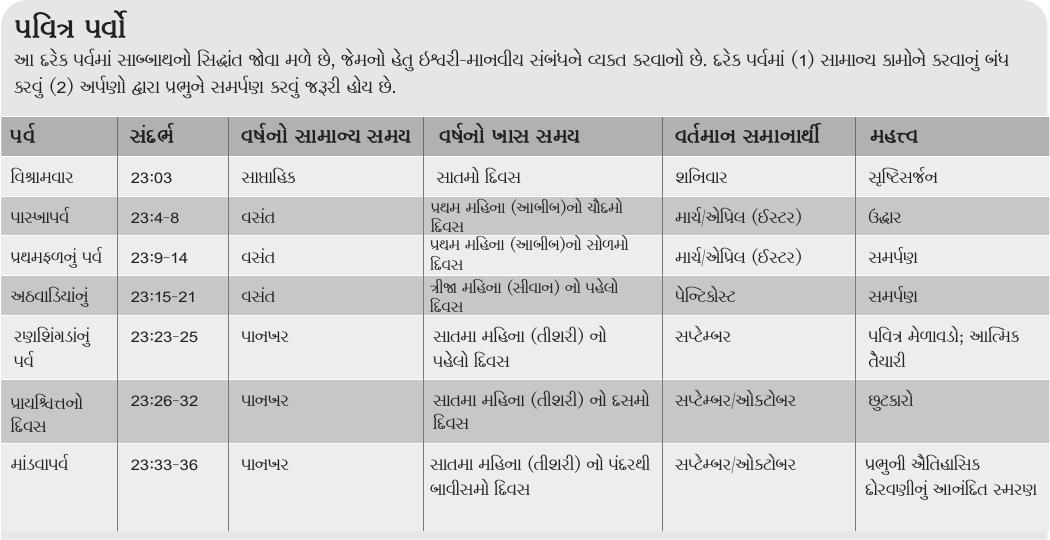 પવિત્ર પર્વો
આ દરેક પર્વમાં સાબ્બાથનો સિદ્ધાંત જોવા મળે છે, જેમનો હેતુ ઈશ્વરી-માનવીય સંબંધને વ્યક્ત કરવાનો છે. દરેક પર્વમાં (1) સામાન્ય કામોને કરવાનું બંધ
કરવું (2) અર્પણો દ્વારા પ્રભુને સમર્પણ કરવું જરૂરી હોય છે.
પર્વ સંદર્ભ વર્ષનો સામાન્ય સમય વર્ષનો ખાસ સમય વર્તમાન સમાનાર્થી મહત્ત્વ
વિશ્રામવાર 23:03 સાપ્તાહિક સાતમો દિવસ શનિવાર સૃષ્ટિસર્જન
પાસ્ખાપર્વ 23:4-8 વસંત પ્રથમ મહિના (આબીબ)નો ચૌદમો માર્ચ/એપ્રિલ (ઈસ્ટર) ઉદ્ધાર
દિવસ
પ્રથમફળનું પર્વ 23:9-14 વસંત પ્રથમ મહિના (આબીબ)નો સોળમો માર્ચ/એપ્રિલ (ઈસ્ટર) સમર્પણ
દિવસ
અઠવાડિયાંનું 23:15-21 વસંત ત્રીજા મહિના (સીવાન) નો પહેલો પેન્ટિકોસ્ટ સમર્પણ
દિવસ
રણશિંગડાંનું 23:23-25 પાનખર સાતમા મહિના (તીશરી) નો સપ્ટેમ્બર પવિત્ર મેળાવડો; આત્મિક
પર્વ પહેલો દિવસ તૈયારી
પ્રાયશ્ચિત્તનો 23:26-32 પાનખર સાતમા મહિના (તીશરી) નો દસમો સપ્ટેમ્બર/ઓક્ટોબર છુટકારો
દિવસ દિવસ
માંડવાપર્વ 23:33-36 પાનખર સાતમા મહિના (તીશરી) નો પંદરથી સપ્ટેમ્બર/ઓક્ટોબર પ્રભુની ઐતિહાસિક
બાવીસમો દિવસ દોરવણીનું આનંદિત સ્મરણ